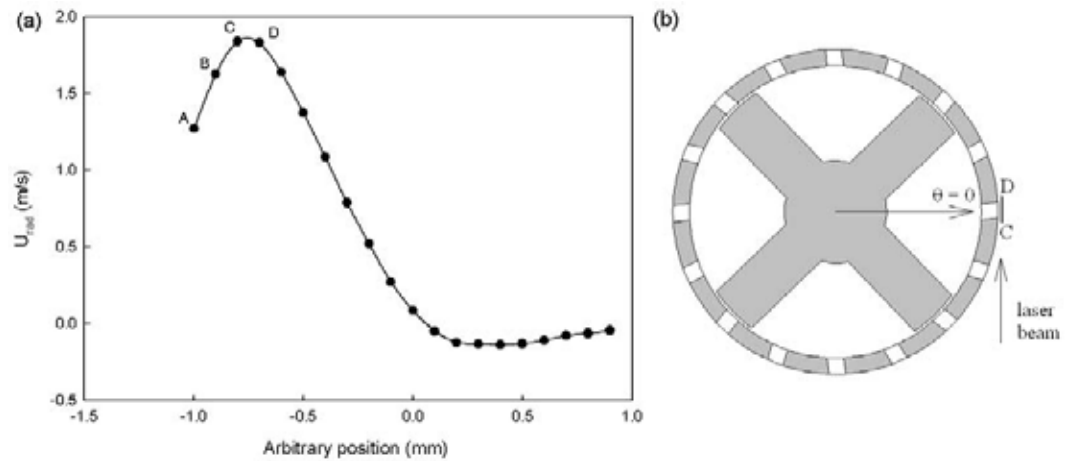 (a)
2.0
1.5
1.0
0.5
0.0
-0.5
U_rad (m/s)
A
B
C
D
-1.5
-1.0
-0.5
0.0
0.5
1.0
Arbitrary position (mm)
(b)
θ = 0
D
C
laser
beam